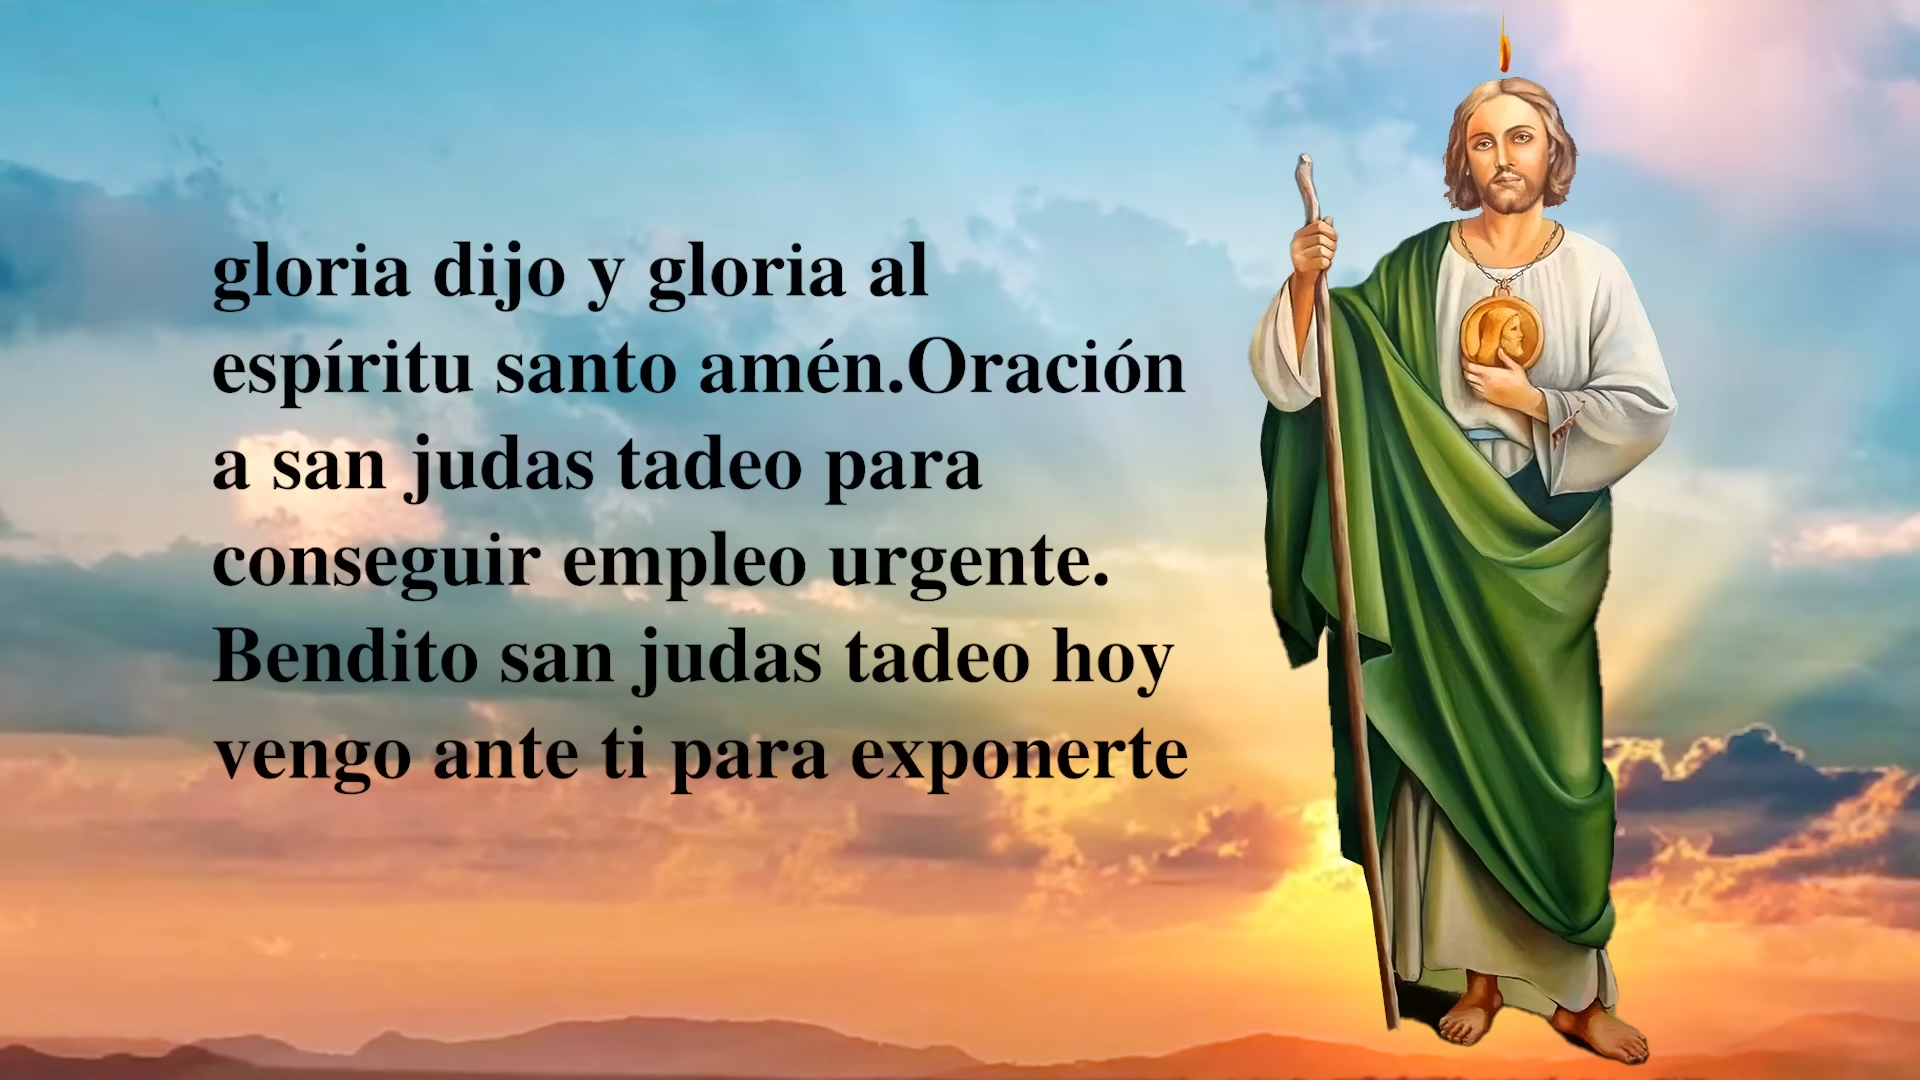 gloria dijo y gloria al
espíritu santo amén.Oración
a san judas tadeo para
conseguir empleo urgente.
Bendito san judas tadeo hoy
vengo ante ti para exponerte